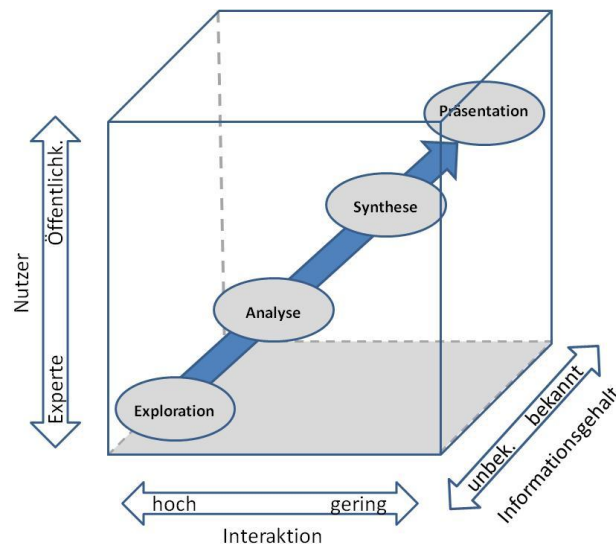 Präsentation
Synthese
Analyse
Exploration
Nutzer
Experte Öffentlichk.
hoch gering
Interaktion
unbek. bekannt
Informationsgehalt